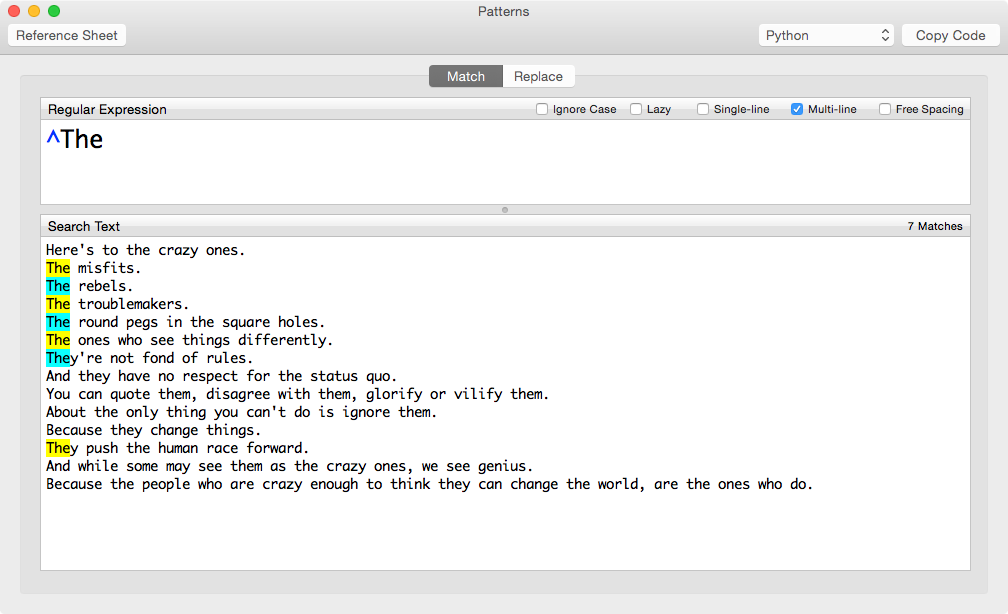 Patterns
Reference Sheet Python Copy Code
Match Replace
Regular Expression Ignore Case Lazy Single-line Multi-line Free Spacing
^The
Search Text 7 Matches
Here's to the crazy ones.
The misfits.
The rebels.
The troublemakers.
The round pegs in the square holes.
The ones who see things differently.
They're not fond of rules.
And they have no respect for the status quo.
You can quote them, disagree with them, glorify or vilify them.
About the only thing you can't do is ignore them.
Because they change things.
They push the human race forward.
And while some may see them as the crazy ones, we see genius.
Because the people who are crazy enough to think they can change the world, are the ones who do.